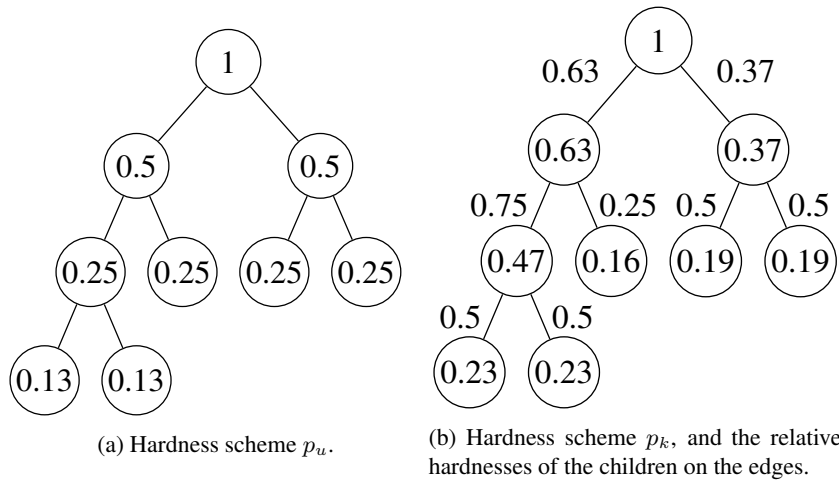 1
0.5 0.5
0.25 0.25 0.25 0.25
0.13 0.13
(a) Hardness scheme p_u.
1
0.63 0.37
0.63 0.37
0.75 0.25 0.5 0.5
0.47 0.16 0.19 0.19
0.5 0.5
0.23 0.23
(b) Hardness scheme p_k, and the relative
hardnesses of the children on the edges.